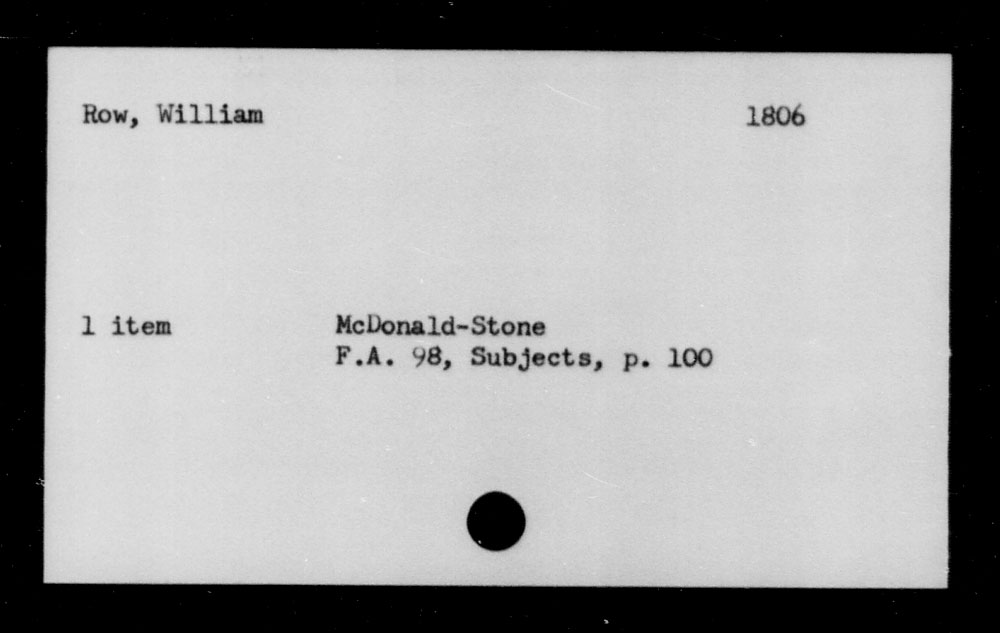 Row, William 1806
1 item McDonald-Stone
F.A. 98, Subjects, p. 100